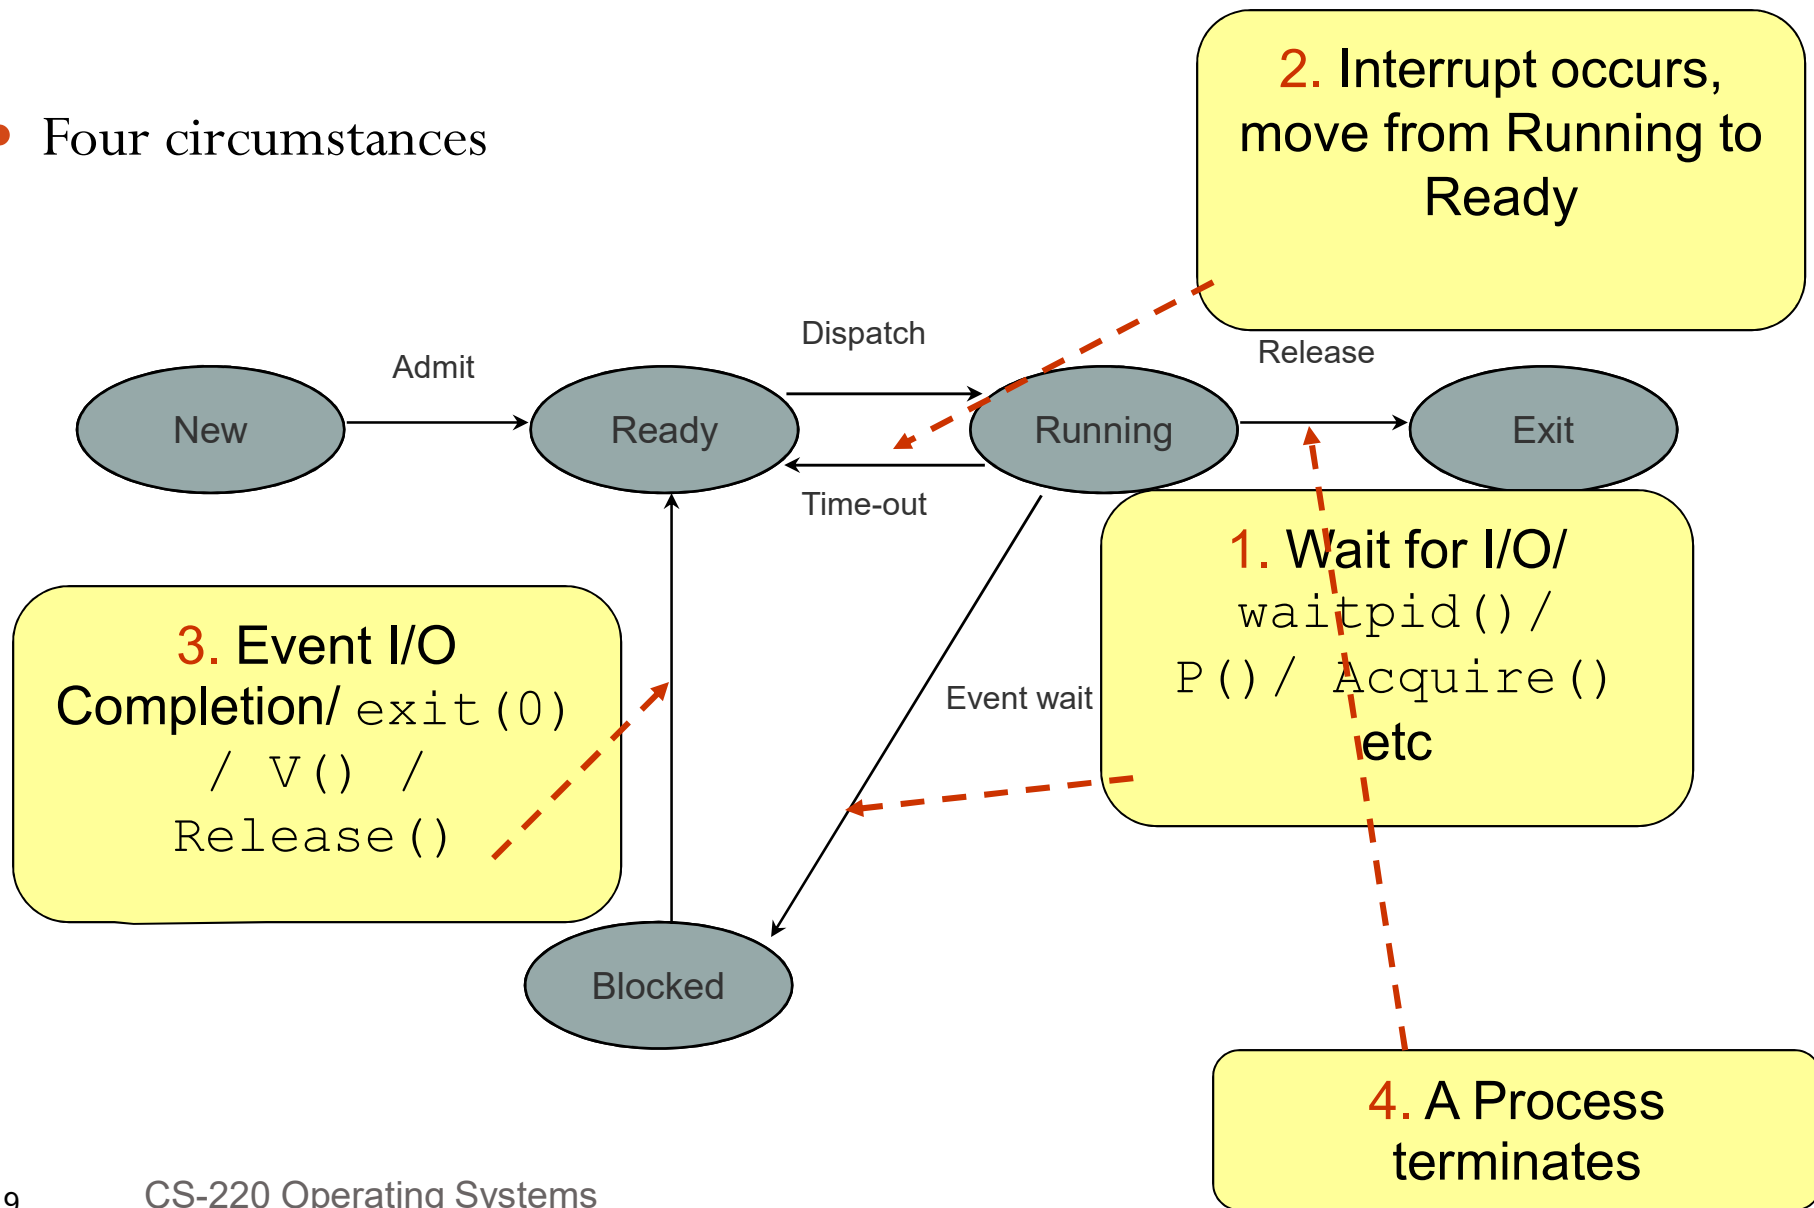 • Four circumstances
2. Interrupt occurs,
move from Running to
Ready
Dispatch
Admit
Release
New
Ready
Running
Exit
Time-out
1. Wait for I/O/
waitpid()/
P()/ Acquire()
etc
3. Event I/O
Completion/ exit(0)
/ V() /
Release()
Event wait
Blocked
4. A Process
terminates
9
CS-220 Operating Systems